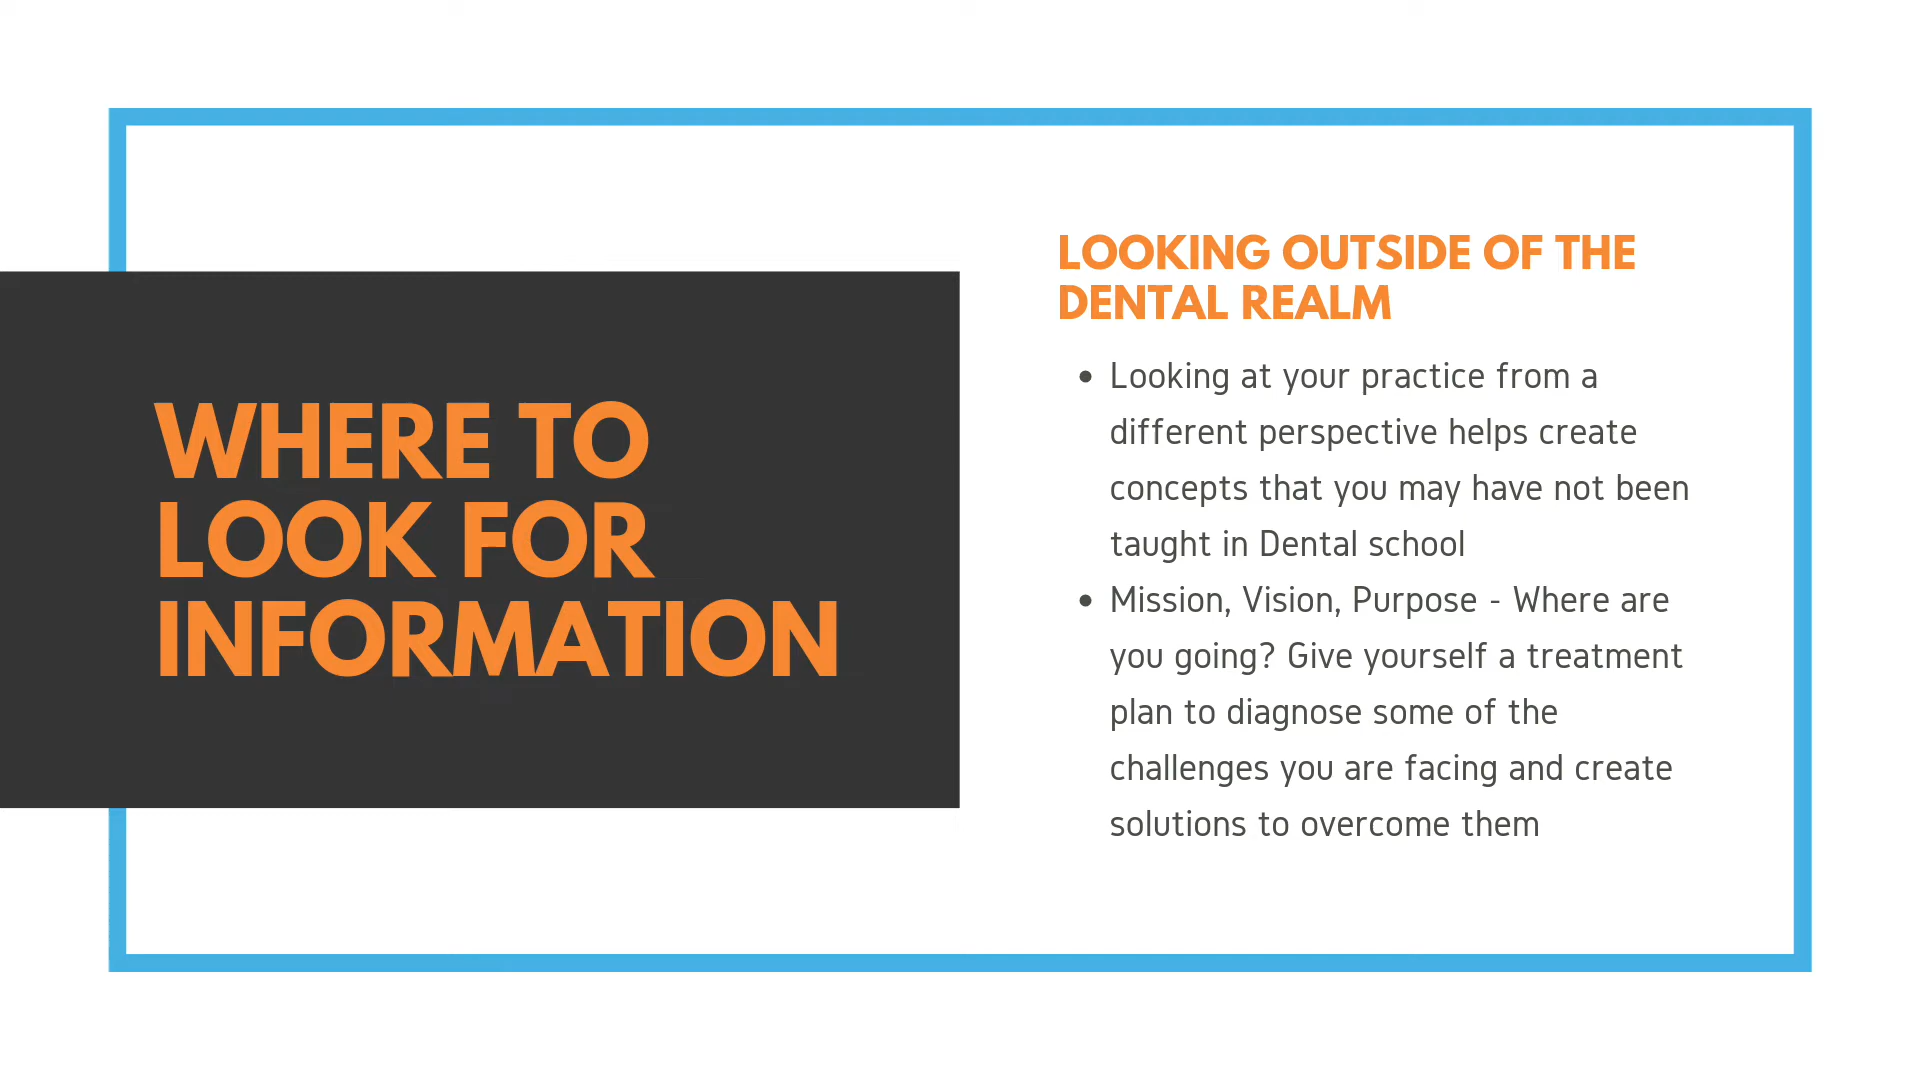 WHERE TO
LOOK FOR
INFORMATION
LOOKING OUTSIDE OF THE
DENTAL REALM
• Looking at your practice from a
different perspective helps create
concepts that you may have not been
taught in Dental school
• Mission, Vision, Purpose - Where are
you going? Give yourself a treatment
plan to diagnose some of the
challenges you are facing and create
solutions to overcome them